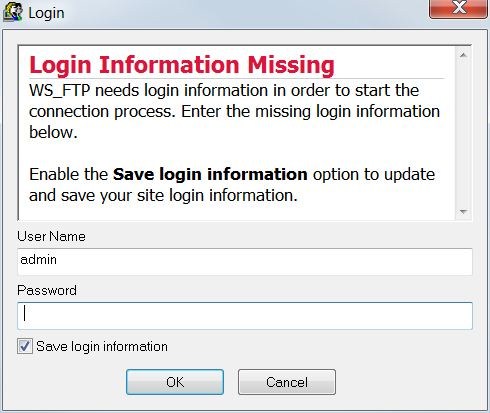 Login
Login Information Missing
WS_FTP needs login information in order to start the
connection process. Enter the missing login information
below.
Enable the Save login information option to update
and save your site login information.
User Name
admin
Password
Save login information
OK
Cancel